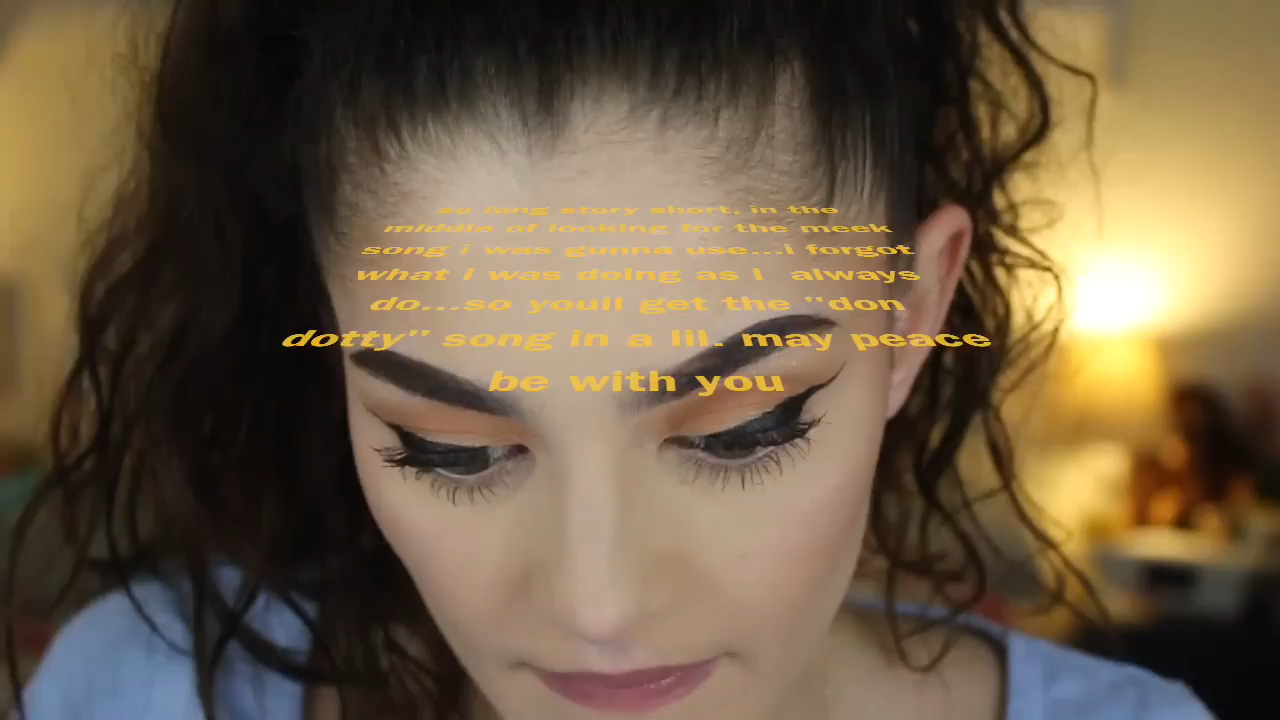 so long story short, in the
middle of looking for the meek
song i was gunna use...i forgot
what i was doing as i  always
do...so youll get the "don
dotty" song in a lil. may peace
be with you